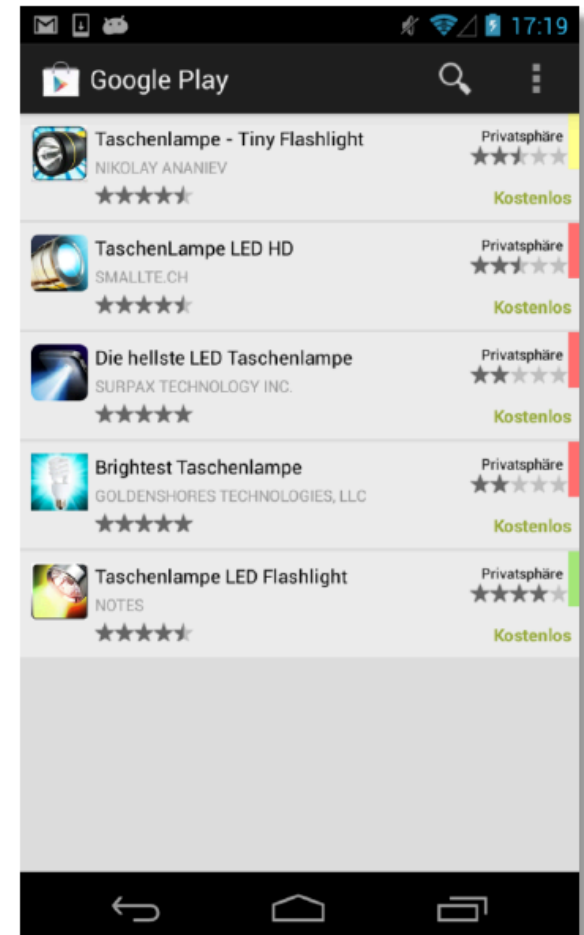 17:19
Google Play
Taschenlampe - Tiny Flashlight
Privatsphäre
NIKOLAY ANANIEV
Kostenlos
TaschenLampe LED HD
Privatsphäre
SMALLTE.CH
Kostenlos
Die hellste LED Taschenlampe
Privatsphäre
SURPAX TECHNOLOGY INC.
Kostenlos
Brightest Taschenlampe
Privatsphäre
GOLDENSHORES TECHNOLOGIES, LLC
Kostenlos
Taschenlampe LED Flashlight
Privatsphäre
NOTES
Kostenlos